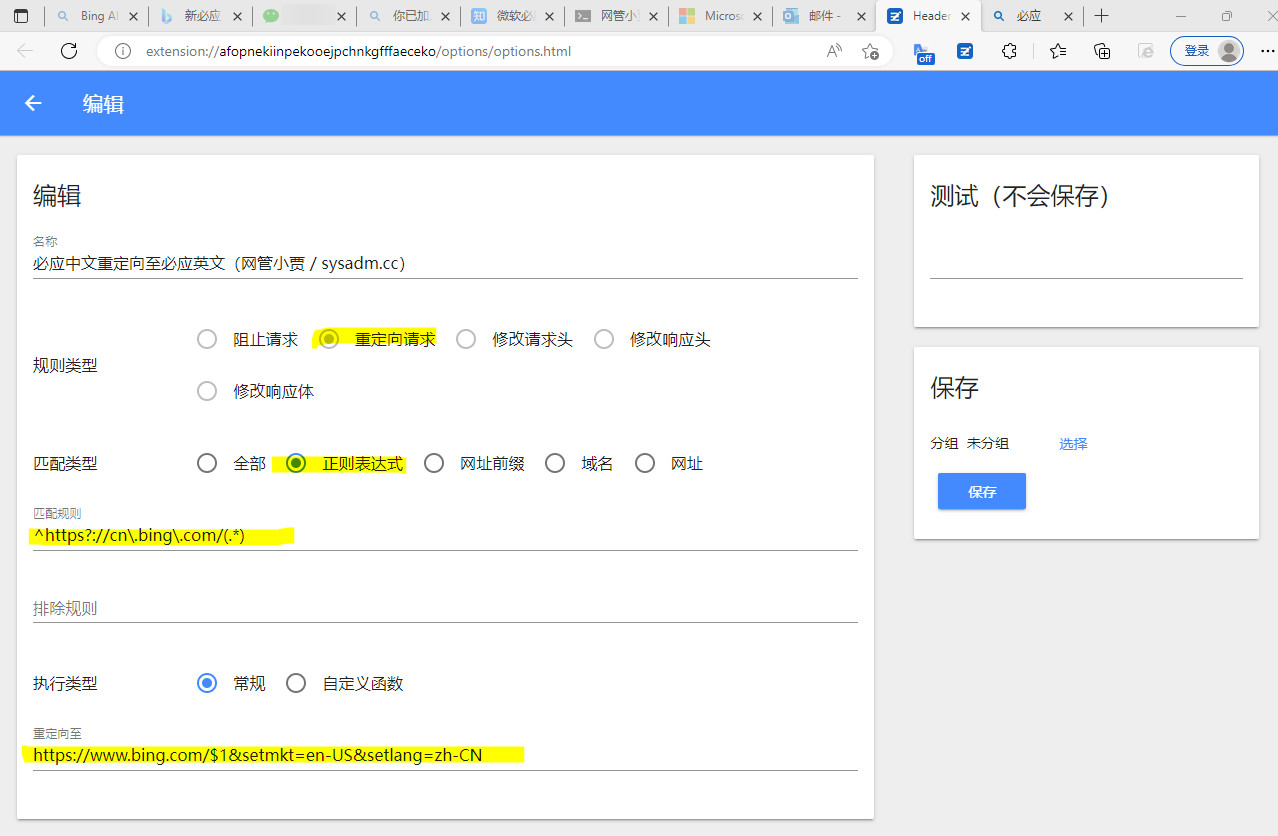 Bing AI
新必应
你已加
知 微软必
网管小
Micros
邮件 -
Header
必应
extension://afopnekiinpekooejpchnkgfffaeceko/options/options.html
off
登录
编辑
编辑
名称
必应中文重定向至必应英文（网管小贾 / sysadm.cc）
规则类型
阻止请求 重定向请求 修改请求头 修改响应头
修改响应体
匹配类型 全部 正则表达式 网址前缀 域名 网址
匹配规则
^https?://cn\.bing\.com/(.*)
排除规则
执行类型 常规 自定义函数
重定向至
https://www.bing.com/$1&setmkt=en-US&setlang=zh-CN
测试（不会保存）
保存
分组 未分组 选择
保存